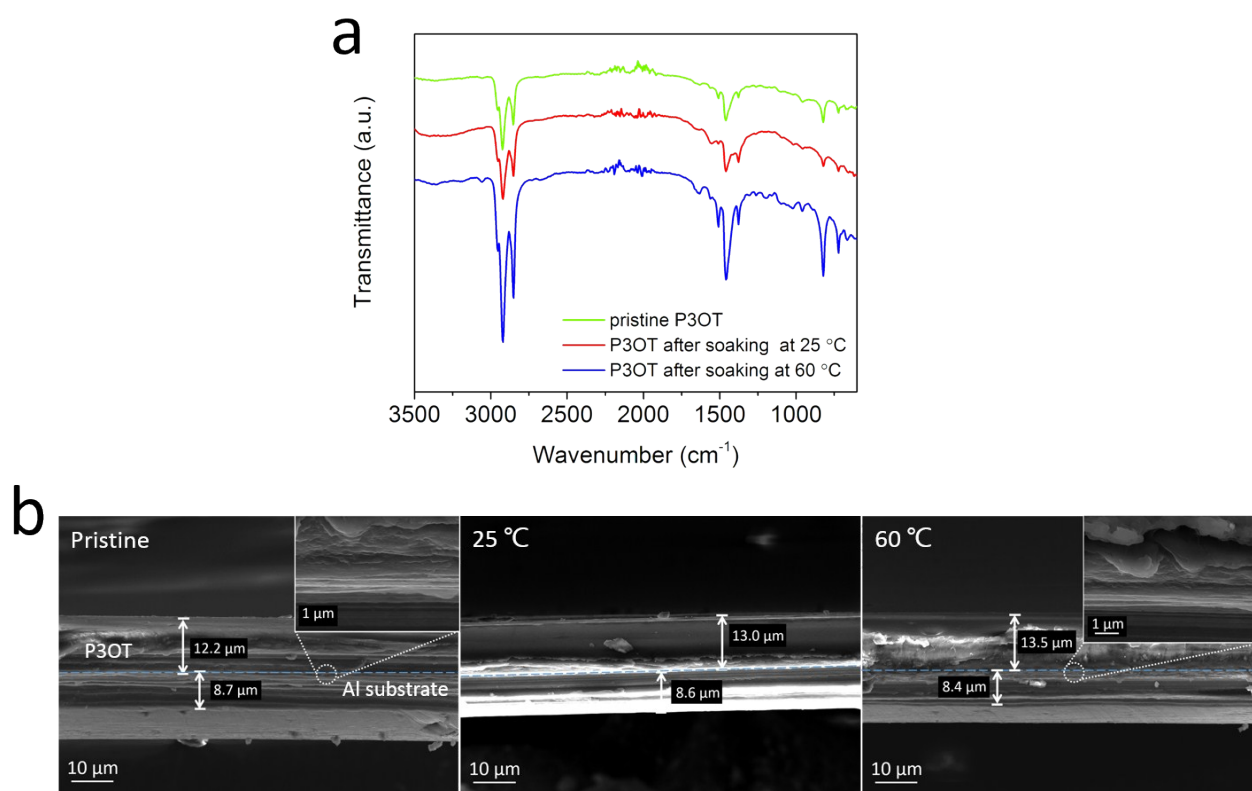 a
Transmittance (a.u.)
pristine P3OT
P3OT after soaking at 25 °C
P3OT after soaking at 60 °C
3500 3000 2500 2000 1500 1000
Wavenumber (cm⁻¹)
b
Pristine
1 μm
12.2 μm
P3OT
8.7 μm
Al substrate
10 μm
25 ℃
13.0 μm
8.6 μm
10 μm
60 ℃
1 μm
13.5 μm
8.4 μm
10 μm